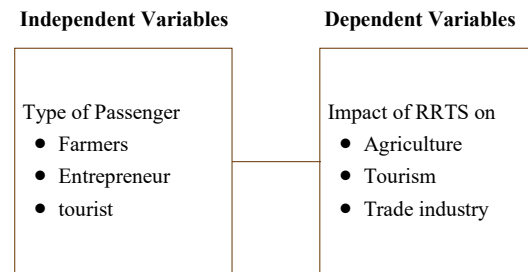 Independent Variables
Dependent Variables
Type of Passenger
● Farmers
● Entrepreneur
● tourist
Impact of RRTS on
● Agriculture
● Tourism
● Trade industry